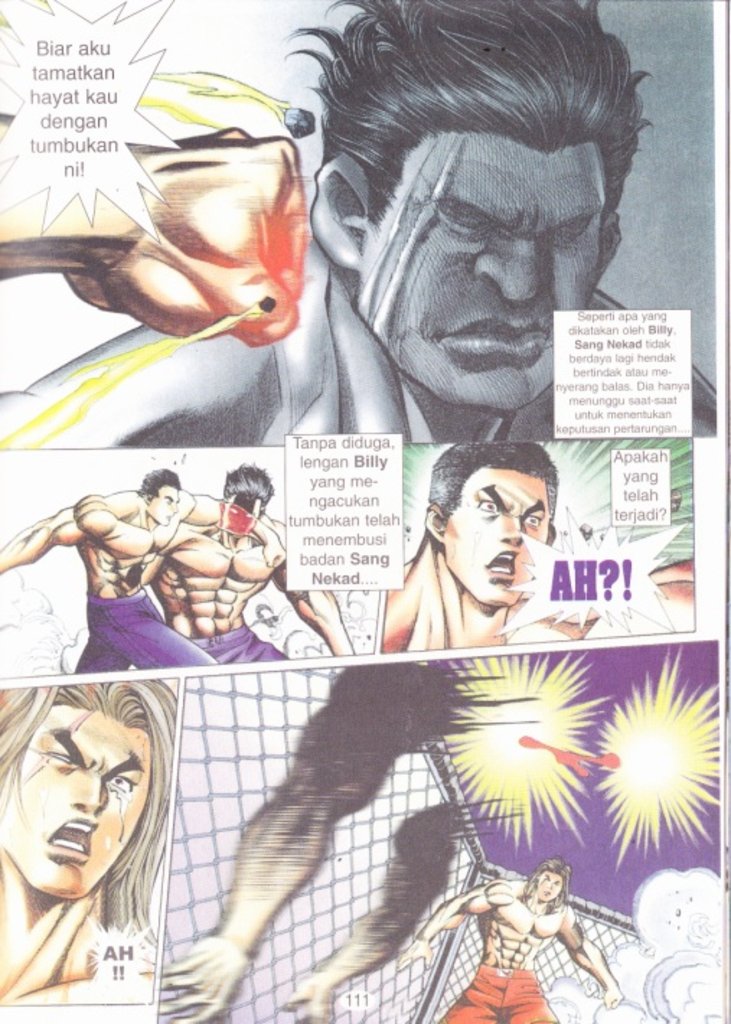 Biar aku
tamatkan
hayat kau
dengan
tumbukan
ni!
Seperti apa yang
dikatakan oleh Billy,
Sang Nekad tidak
berdaya lagi hendak
bertindak atau me-
nyerang balas. Dia hanya
menunggu saat-saat
untuk menentukan
keputusan pertarungan....
Tanpa diduga,
lengan Billy
yang me-
ngacukan
tumbukan telah
menembusi
badan Sang
Nekad....
Apakah
yang
telah
terjadi?
AH?!
AH
!!
111